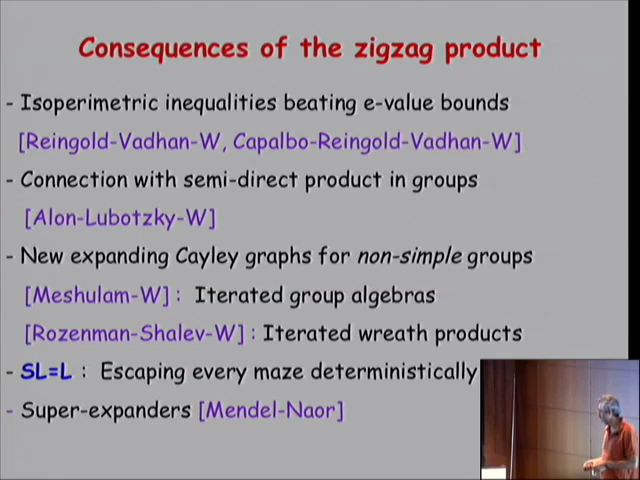 Consequences of the zigzag product
- Isoperimetric inequalities beating e-value bounds
[Reingold-Vadhan-W, Capalbo-Reingold-Vadhan-W]
- Connection with semi-direct product in groups
[Alon-Lubotzky-W]
- New expanding Cayley graphs for non-simple groups
[Meshulam-W] : Iterated group algebras
[Rozenman-Shalev-W] : Iterated wreath products
- SL=L : Escaping every maze deterministically
- Super-expanders [Mendel-Naor]